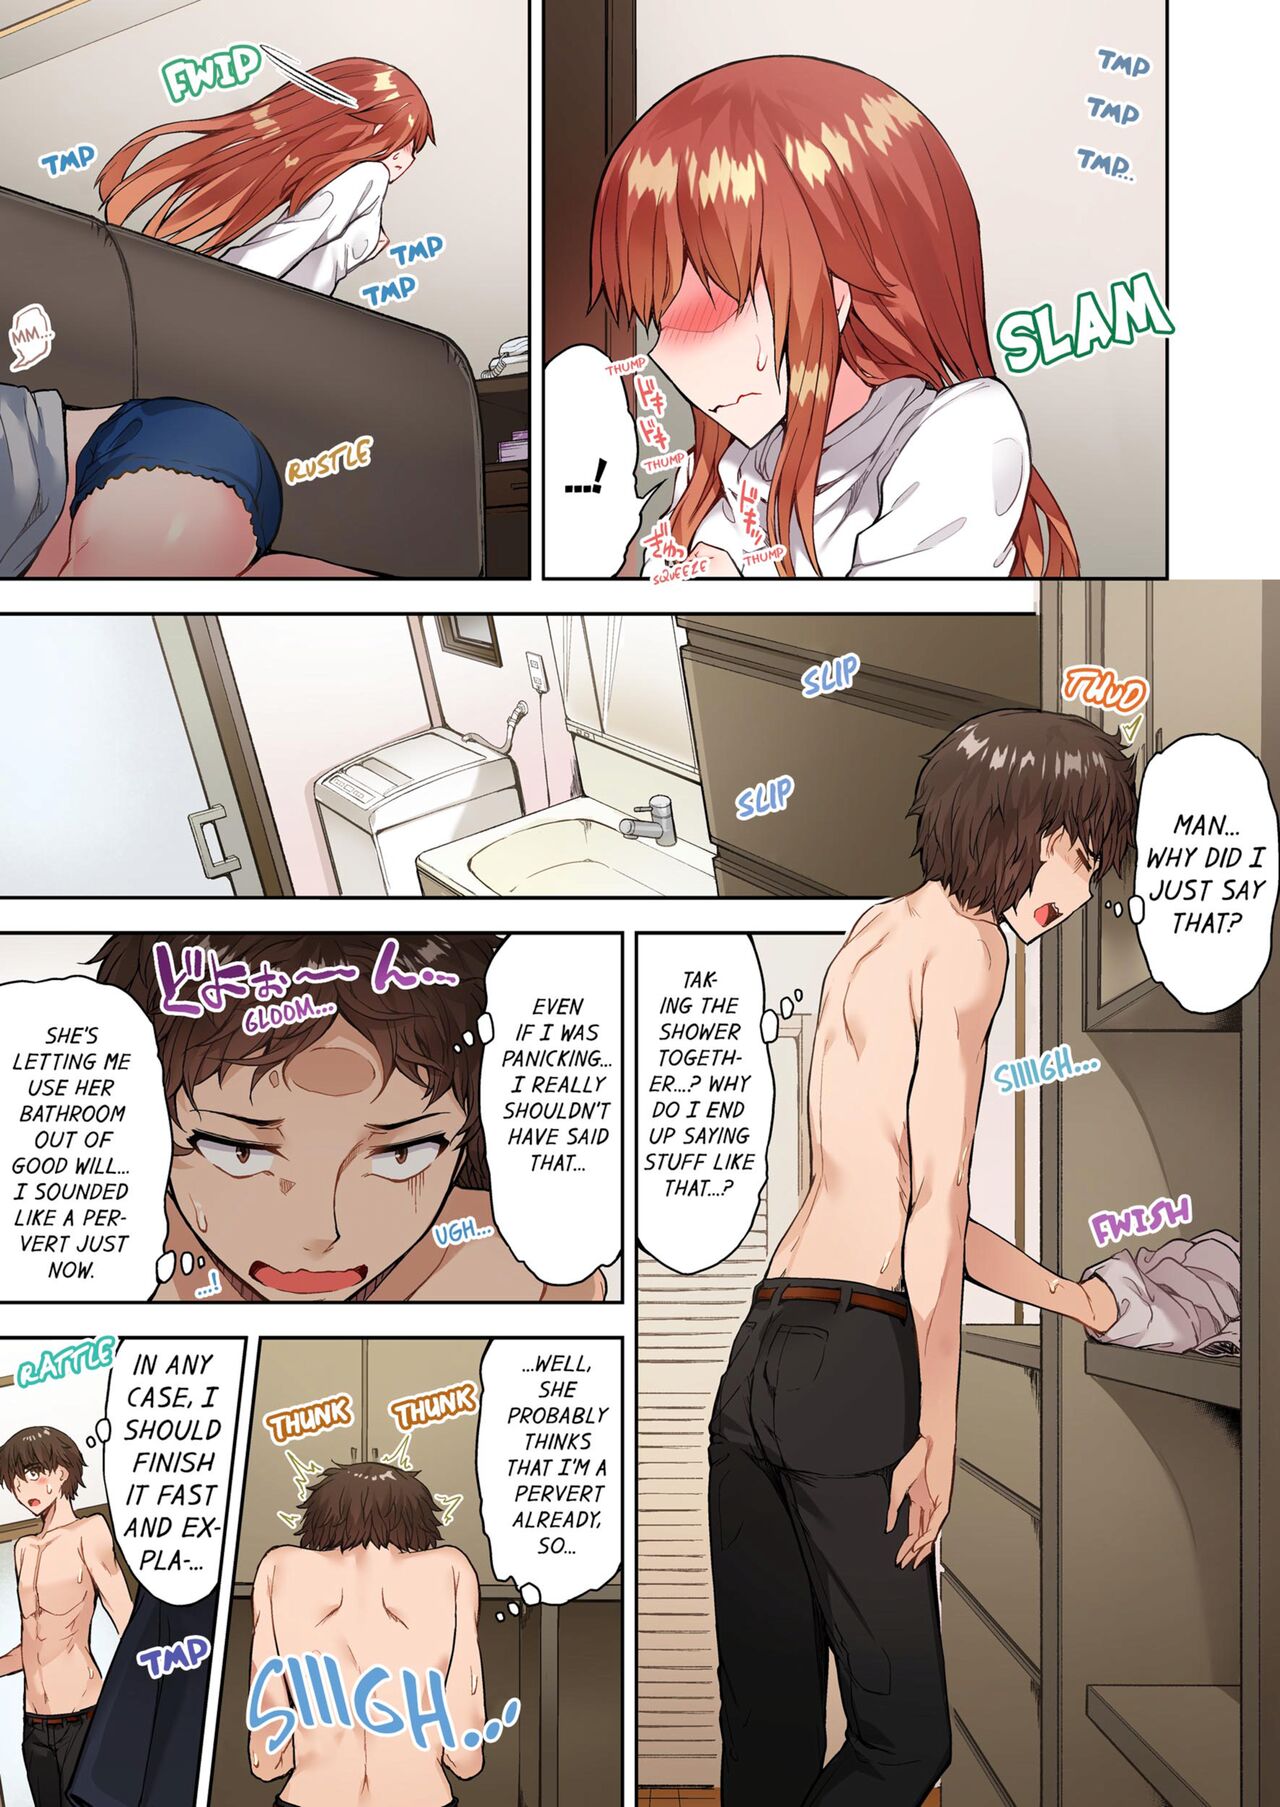 TMP
TMP
TMP...
SLAM
THUMP
ドキ
ドキ
THUMP
ドキッ
THUMP
ぎゅっ
SQUEEZE
...!
FWIP
TMP
TMP
TMP
MM...
RUSTLE
THUD
MAN...
WHY DID I
JUST SAY
THAT?
SLIP
SLIP
SIIIIGH...
FWISH
TAK-
ING THE
SHOWER
TOGETH-
ER...? WHY
DO I END
UP SAYING
STUFF LIKE
THAT...?
EVEN
IF I WAS
PANICKING...
I REALLY
SHOULDN'T
HAVE SAID
THAT...
どよぉ〜〜ん...
GLOOM...
UGH...
SHE'S
LETTING ME
USE HER
BATHROOM
OUT OF
GOOD WILL...
I SOUNDED
LIKE A PER-
VERT JUST
NOW.
...!
...WELL,
SHE
PROBABLY
THINKS
THAT I'M A
PERVERT
ALREADY,
SO...
THUNK
THUNK
SIIIIGH...
IN ANY
CASE, I
SHOULD
FINISH
IT FAST
AND EX-
PLA-...
RATTLE
TMP